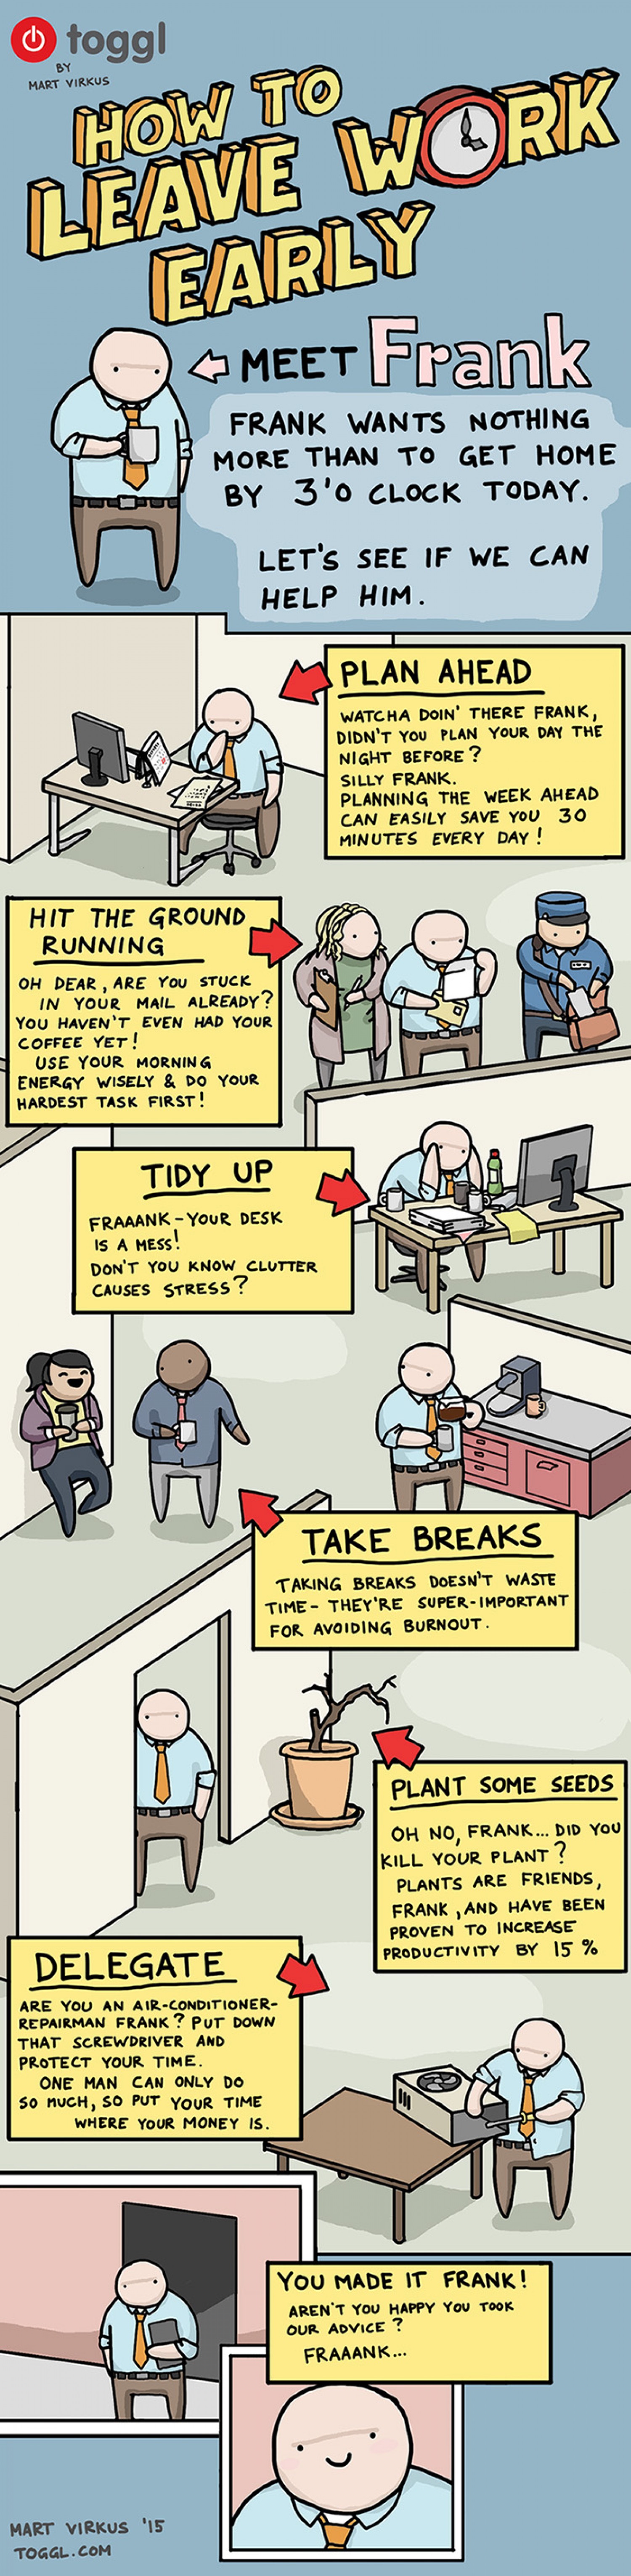 toggl
BY
MART VIRKUS
HOW TO
LEAVE WORK
EARLY
MEET Frank
FRANK WANTS NOTHING
MORE THAN TO GET HOME
BY 3'O CLOCK TODAY.
LET'S SEE IF WE CAN
HELP HIM.
PLAN AHEAD
WATCHA DOIN' THERE FRANK,
DIDN'T YOU PLAN YOUR DAY THE
NIGHT BEFORE?
SILLY FRANK.
PLANNING THE WEEK AHEAD
CAN EASILY SAVE YOU 30
MINUTES EVERY DAY!
HIT THE GROUND
RUNNING
OH DEAR, ARE YOU STUCK
IN YOUR MAIL ALREADY?
YOU HAVEN'T EVEN HAD YOUR
COFFEE YET!
USE YOUR MORNING
ENERGY WISELY & DO YOUR
HARDEST TASK FIRST!
TIDY UP
FRAAANK - YOUR DESK
IS A MESS!
DON'T YOU KNOW CLUTTER
CAUSES STRESS?
TAKE BREAKS
TAKING BREAKS DOESN'T WASTE
TIME - THEY'RE SUPER-IMPORTANT
FOR AVOIDING BURNOUT.
PLANT SOME SEEDS
OH NO, FRANK... DID YOU
KILL YOUR PLANT?
PLANTS ARE FRIENDS,
FRANK, AND HAVE BEEN
PROVEN TO INCREASE
PRODUCTIVITY BY 15 %
DELEGATE
ARE YOU AN AIR-CONDITIONER-
REPAIRMAN FRANK? PUT DOWN
THAT SCREWDRIVER AND
PROTECT YOUR TIME.
ONE MAN CAN ONLY DO
SO MUCH, SO PUT YOUR TIME
WHERE YOUR MONEY IS.
YOU MADE IT FRANK!
AREN'T YOU HAPPY YOU TOOK
OUR ADVICE?
FRAAANK...
MART VIRKUS '15
TOGGL.COM